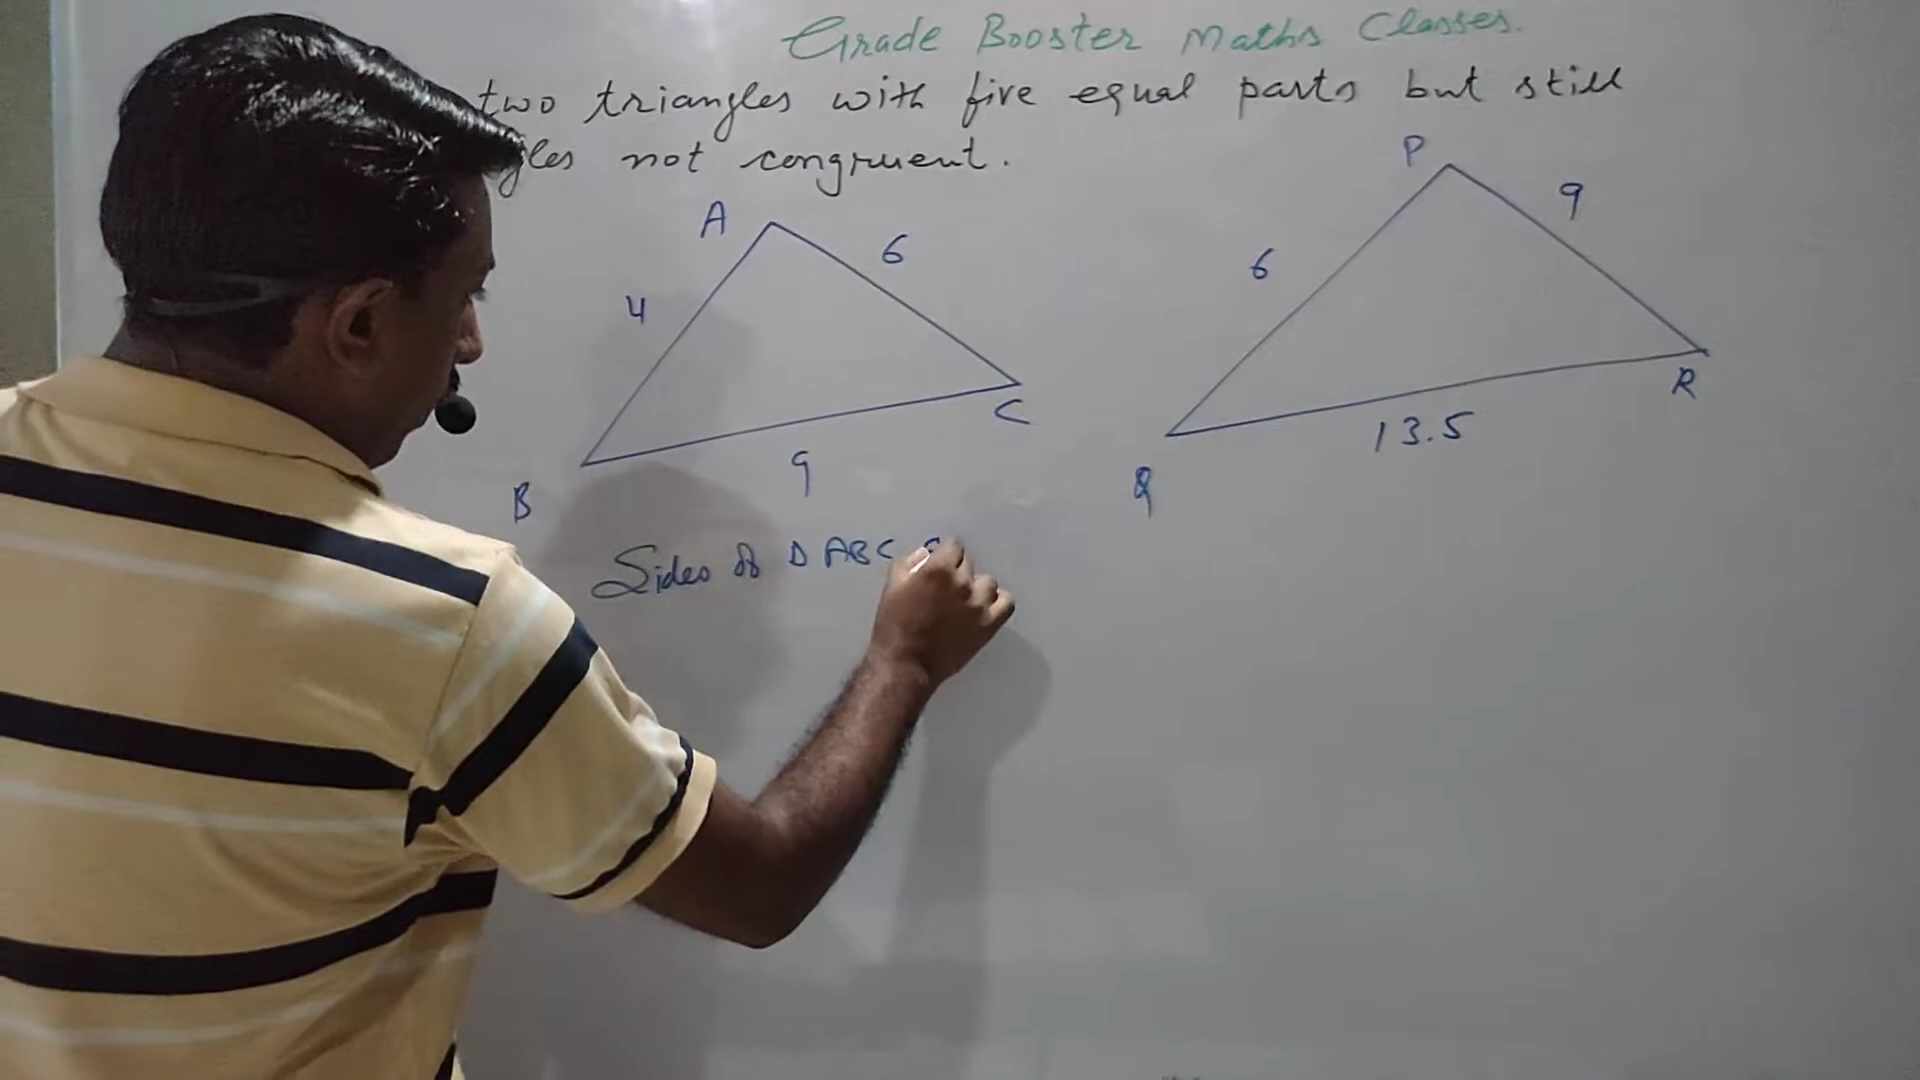 Grade Booster Maths Classes.
two triangles with five equal parts but still
les not congruent.
P
A
6
9
6
4
R
C
13.5
9
Q
B
Sides of Δ ABC